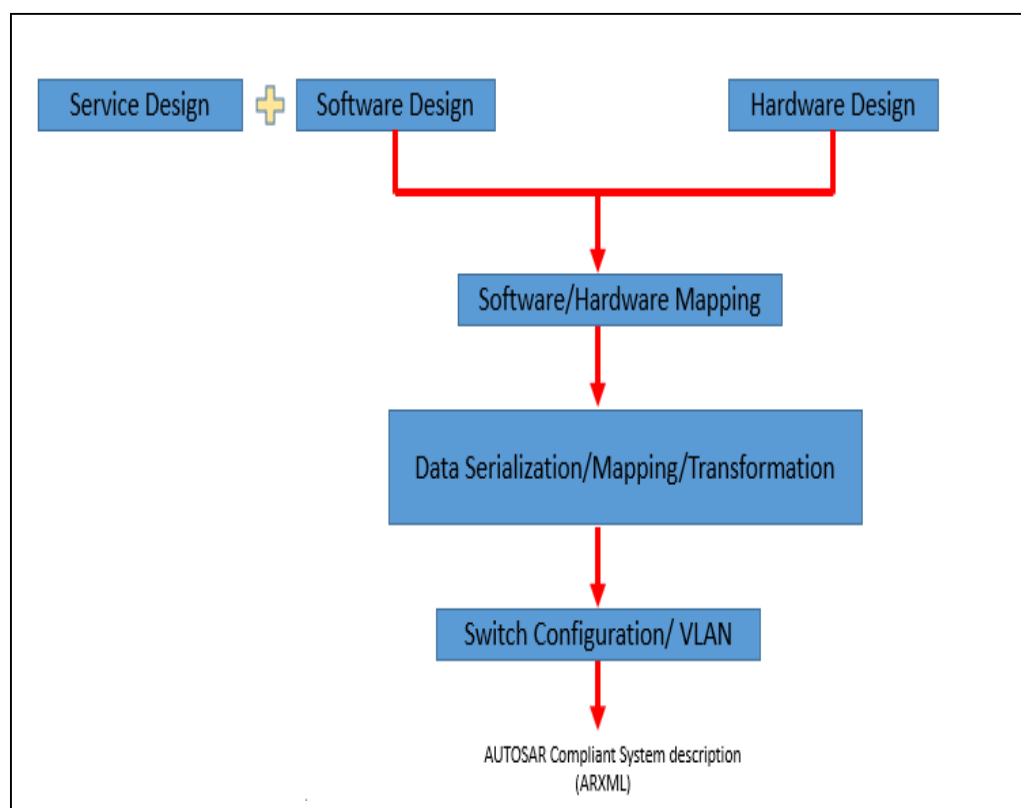 Service Design
Software Design
Hardware Design
Software/Hardware Mapping
Data Serialization/Mapping/Transformation
Switch Configuration/ VLAN
AUTOSAR Compliant System description
(ARXML)